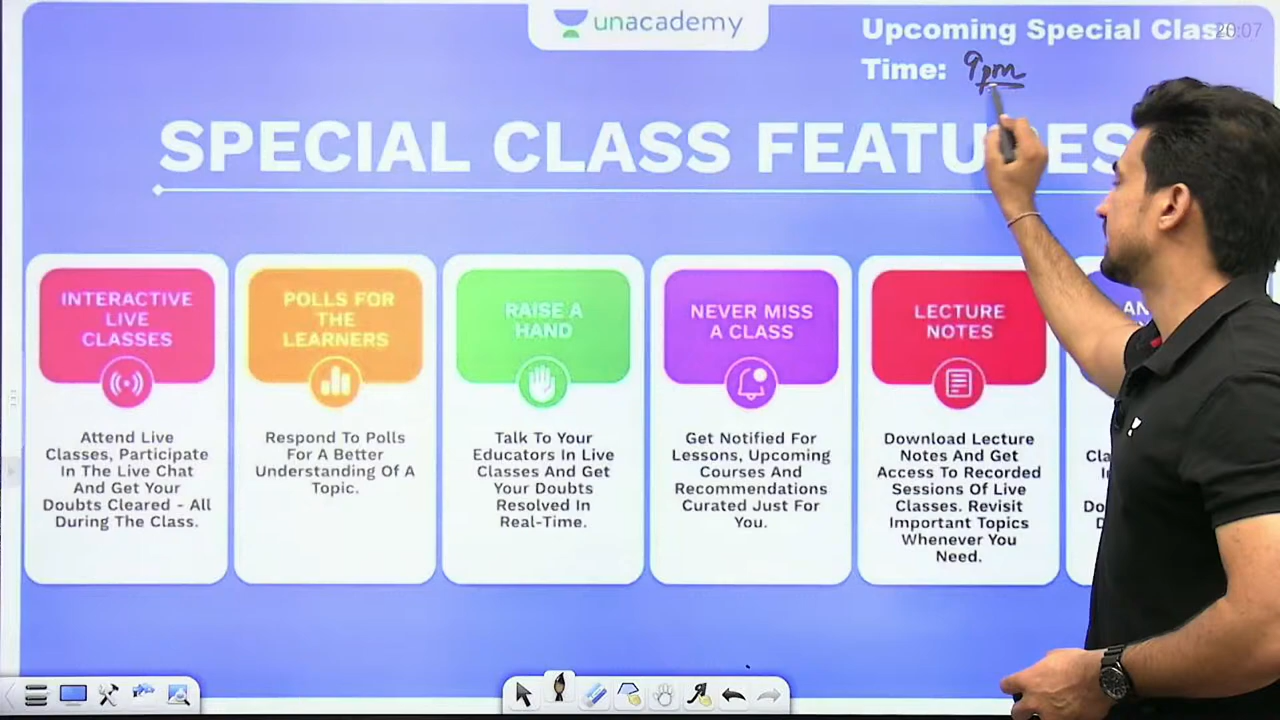 unacademy
Upcoming Special Class
20:07
Time: 9pm
SPECIAL CLASS FEATURES
INTERACTIVE
LIVE
CLASSES
Attend Live
Classes, Participate
In The Live Chat
And Get Your
Doubts Cleared - All
During The Class.
POLLS FOR
THE
LEARNERS
Respond To Polls
For A Better
Understanding Of A
Topic.
RAISE A
HAND
Talk To Your
Educators In Live
Classes And Get
Your Doubts
Resolved In
Real-Time.
NEVER MISS
A CLASS
Get Notified For
Lessons, Upcoming
Courses And
Recommendations
Curated Just For
You.
LECTURE
NOTES
Download Lecture
Notes And Get
Access To Recorded
Sessions Of Live
Classes. Revisit
Important Topics
Whenever You
Need.